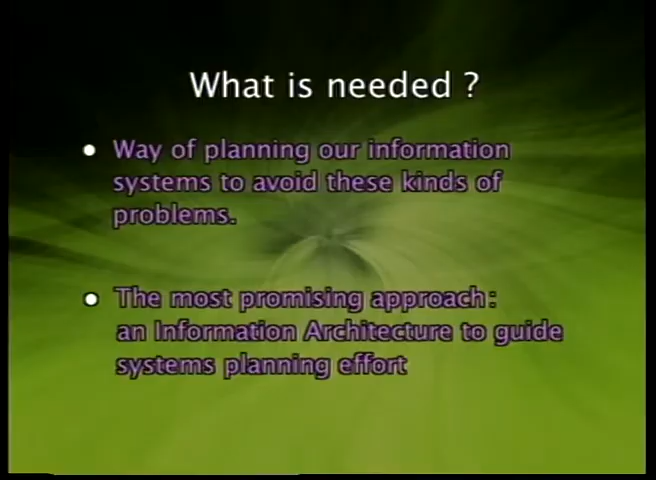 What is needed ?
• Way of planning our information
systems to avoid these kinds of
problems.
• The most promising approach:
an Information Architecture to guide
systems planning effort